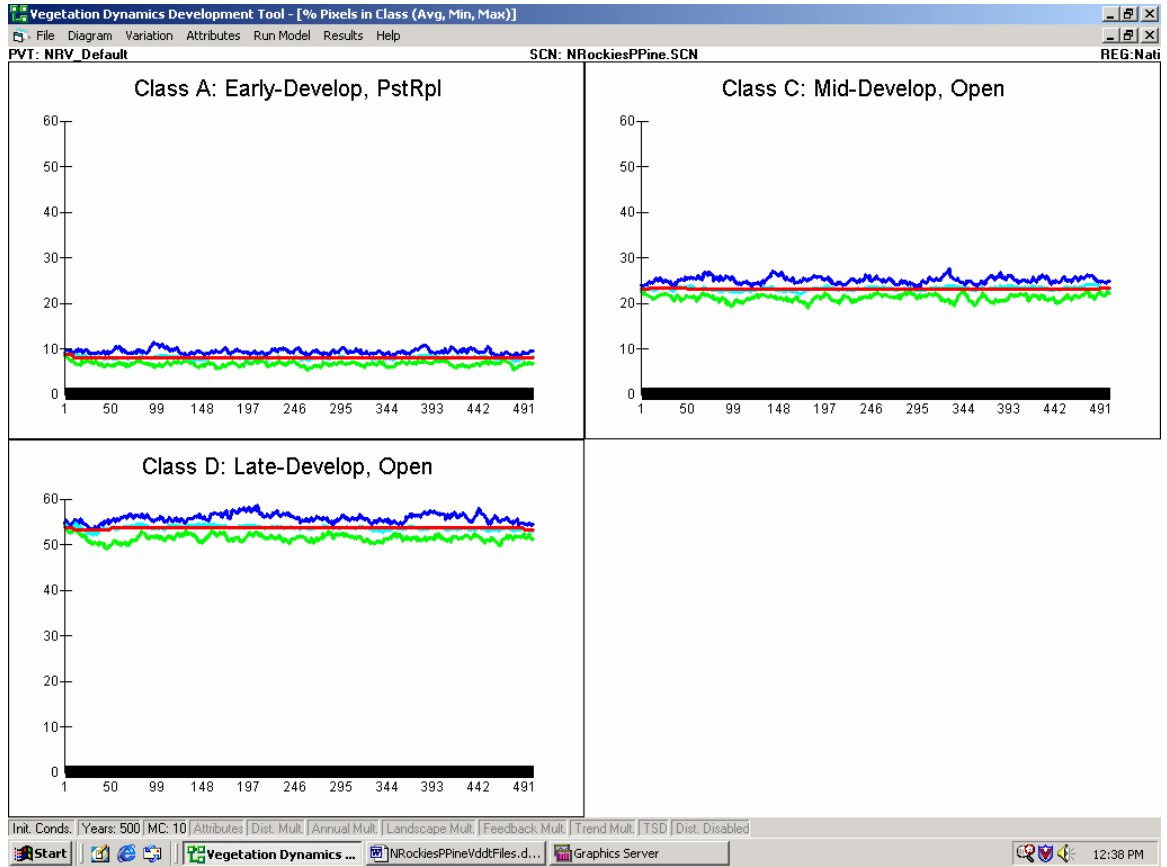 Vegetation Dynamics Development Tool - [% Pixels in Class (Avg, Min, Max)]
File Diagram Variation Attributes Run Model Results Help
PVT: NRV_Default SCN: NRockiesPPine.SCN REG:Nati
Class A: Early-Develop, PstRpl
60
50
40
30
20
10
0
1 50 99 148 197 246 295 344 393 442 491
Class C: Mid-Develop, Open
60
50
40
30
20
10
0
1 50 99 148 197 246 295 344 393 442 491
Class D: Late-Develop, Open
60
50
40
30
20
10
0
1 50 99 148 197 246 295 344 393 442 491
Init. Conds. Years: 500 MC: 10 Attributes Dist. Mult. Annual Mult. Landscape Mult. Feedback Mult. Trend Mult. TSD Dist. Disabled
Start Vegetation Dynamics ... NRockiesPPineVddtFiles.d... Graphics Server 12:38 PM